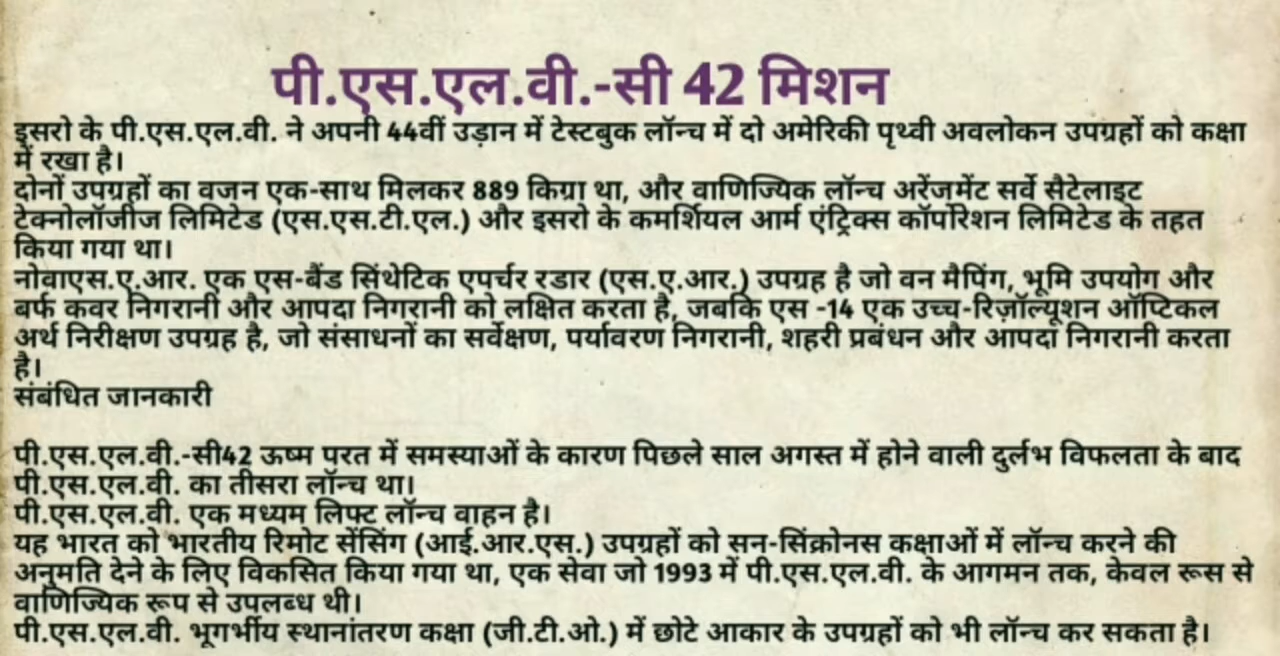 पी.एस.एल.वी.-सी 42 मिशन
इसरो के पी.एस.एल.वी. ने अपनी 44वीं उड़ान में टेस्टबुक लॉन्च में दो अमेरिकी पृथ्वी अवलोकन उपग्रहों को कक्षा
में रखा है।
दोनों उपग्रहों का वजन एक-साथ मिलकर 889 किग्रा था, और वाणिज्यिक लॉन्च अरेंजमेंट सर्वे सैटेलाइट
टेक्नोलॉजीज लिमिटेड (एस.एस.टी.एल.) और इसरो के कमर्शियल आर्म एंट्रिक्स कॉर्पोरेशन लिमिटेड के तहत
किया गया था।
नोवाएस.ए.आर. एक एस-बैंड सिंथेटिक एपर्चर रडार (एस.ए.आर.) उपग्रह है जो वन मैपिंग, भूमि उपयोग और
बर्फ कवर निगरानी और आपदा निगरानी को लक्षित करता है, जबकि एस -14 एक उच्च-रिज़ॉल्यूशन ऑप्टिकल
अर्थ निरीक्षण उपग्रह है, जो संसाधनों का सर्वेक्षण, पर्यावरण निगरानी, शहरी प्रबंधन और आपदा निगरानी करता
है।
संबंधित जानकारी
पी.एस.एल.वी.-सी42 ऊष्म परत में समस्याओं के कारण पिछले साल अगस्त में होने वाली दुर्लभ विफलता के बाद
पी.एस.एल.वी. का तीसरा लॉन्च था।
पी.एस.एल.वी. एक मध्यम लिफ्ट लॉन्च वाहन है।
यह भारत को भारतीय रिमोट सेंसिंग (आई.आर.एस.) उपग्रहों को सन-सिंक्रोनस कक्षाओं में लॉन्च करने की
अनुमति देने के लिए विकसित किया गया था, एक सेवा जो 1993 में पी.एस.एल.वी. के आगमन तक, केवल रूस से
वाणिज्यिक रूप से उपलब्ध थी।
पी.एस.एल.वी. भूगर्भीय स्थानांतरण कक्षा (जी.टी.ओ.) में छोटे आकार के उपग्रहों को भी लॉन्च कर सकता है।